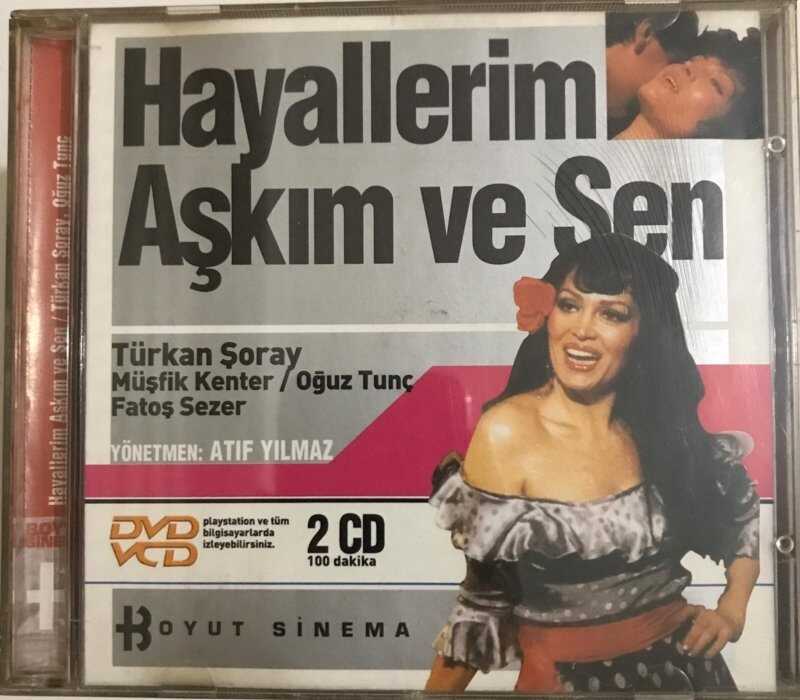 Hayallerim
Aşkım ve Sen
Türkan Şoray
Müşfik Kenter / Oğuz Tunç
Fatoş Sezer
YÖNETMEN: ATIF YILMAZ
DVD
VCD
playstation ve tüm
bilgisayarlarda
izleyebilirsiniz.
2 CD
100 dakika
BOYUT SİNEMA
Hayallerim Aşkım ve Sen / Türkan Şoray, Oğuz Tunç